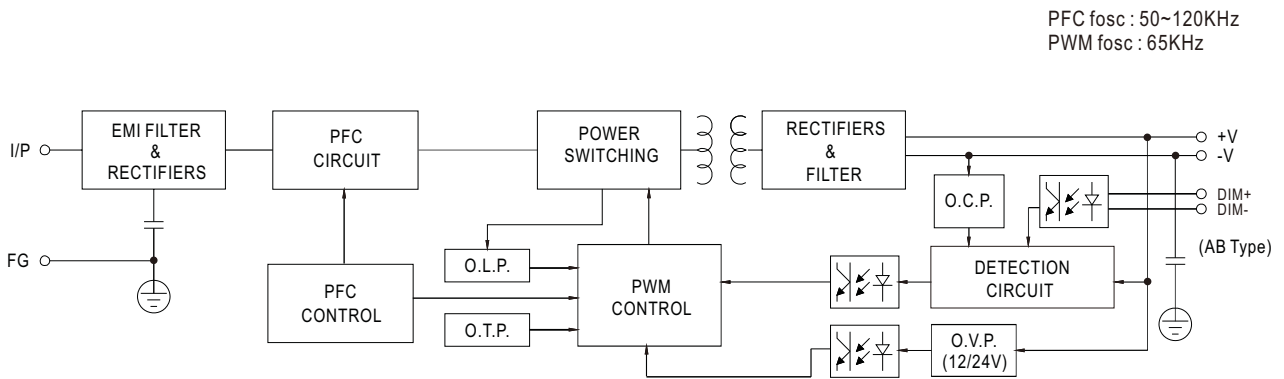 PFC fosc : 50~120KHz
PWM fosc : 65KHz
I/P
EMI FILTER
&
RECTIFIERS
PFC
CIRCUIT
POWER
SWITCHING
RECTIFIERS
&
FILTER
+V
-V
O.C.P.
DIM+
DIM-
(AB Type)
FG
O.L.P.
PFC
CONTROL
O.T.P.
PWM
CONTROL
DETECTION
CIRCUIT
O.V.P.
(12/24V)